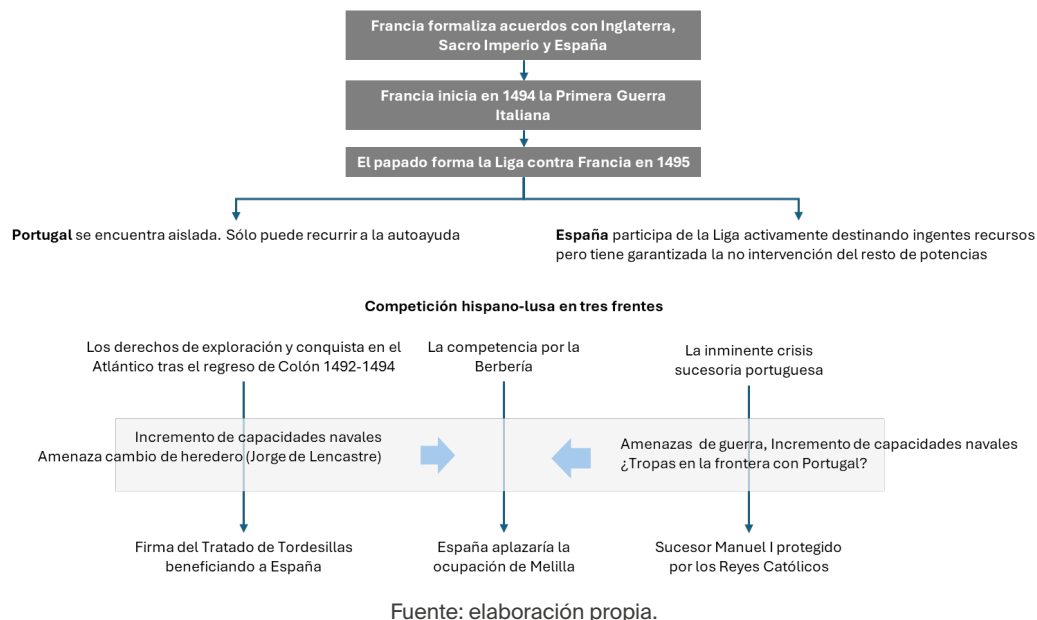 Francia formaliza acuerdos con Inglaterra,
Sacro Imperio y España
Francia inicia en 1494 la Primera Guerra
Italiana
El papado forma la Liga contra Francia en 1495
Portugal se encuentra aislada. Sólo puede recurrir a la autoayuda
España participa de la Liga activamente destinando ingentes recursos
pero tiene garantizada la no intervención del resto de potencias
Competición hispano-lusa en tres frentes
Los derechos de exploración y conquista en el
Atlántico tras el regreso de Colón 1492-1494
La competencia por la
Berbería
La inminente crisis
sucesoria portuguesa
Incremento de capacidades navales
Amenaza cambio de heredero (Jorge de Lencastre)
Amenazas de guerra, Incremento de capacidades navales
¿Tropas en la frontera con Portugal?
Firma del Tratado de Tordesillas
beneficiando a España
España aplazaría la
ocupación de Melilla
Sucesor Manuel I protegido
por los Reyes Católicos
Fuente: elaboración propia.